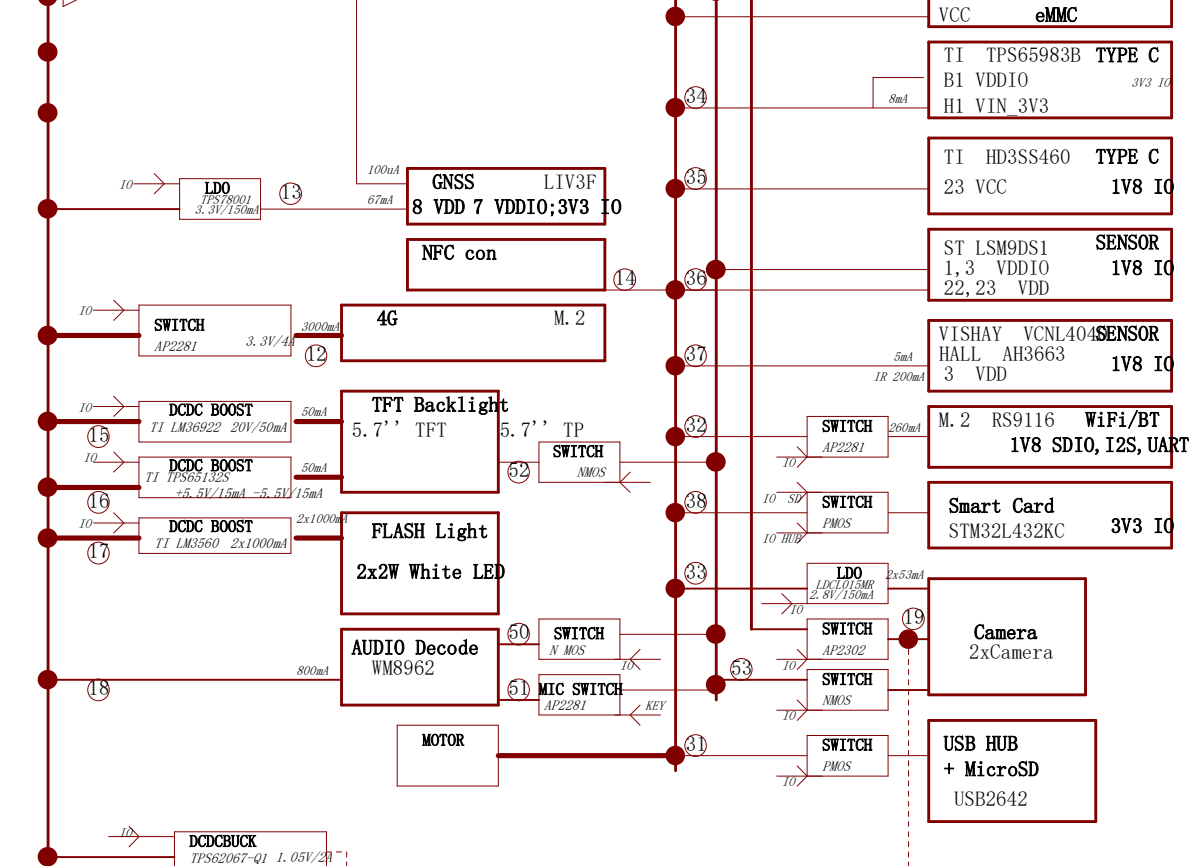 VCC eMMC
TI TPS65983B TYPE C
B1 VDDIO 3V3 IO
34 8mA H1 VIN_3V3
TI HD3SS460 TYPE C
35 23 VCC 1V8 IO
100uA GNSS LIV3F
IO LDO
TPS78001
3.3V/150mA
13 67mA 8 VDD 7 VDDIO;3V3 IO
NFC con
14
ST LSM9DS1 SENSOR
1,3 VDDIO 1V8 IO
36 22,23 VDD
IO SWITCH
AP2281 3.3V/4A
3000mA
12
4G M.2
VISHAY VCNL4040 SENSOR
HALL AH3663
37 5mA 3 VDD 1V8 IO
IR 200mA
IO DCDC BOOST
TI LM36922 20V/50mA
50mA
15
TFT Backlight
5.7'' TFT 5.7'' TP
IO DCDC BOOST
TI TPS65132S
+5.5V/15mA -5.5V/15mA
50mA
16
52 SWITCH
NMOS
32 SWITCH
AP2281
IO
260mA
M.2 RS9116 WiFi/BT
1V8 SDIO,I2S,UART
IO DCDC BOOST
TI LM3560 2x1000mA
2x1000mA
17
FLASH Light
2x2W White LED
38 IO SD
SWITCH
PMOS
IO HUB
Smart Card
STM32L432KC 3V3 IO
33 LDO
LDCL015MR
2.8V/150mA
IO
2x53mA
19
SWITCH
AP2302
IO
Camera
2xCamera
53 SWITCH
NMOS
IO
18 800mA
AUDIO Decode
WM8962
50 SWITCH
N MOS
IO
51 MIC SWITCH
AP2281
KEY
MOTOR
31 SWITCH
PMOS
IO
USB HUB
+ MicroSD
USB2642
IO DCDCBUCK
TPS62067-Q1 1.05V/2A